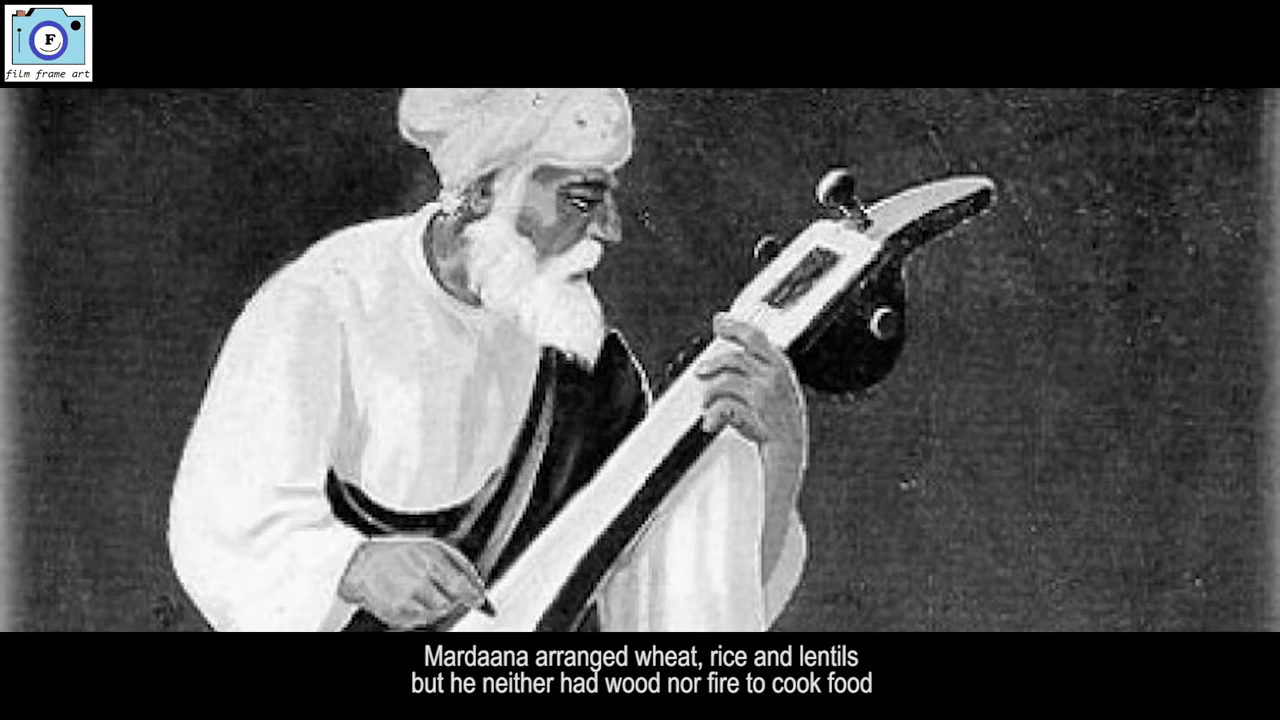 F
film frame art
Mardaana arranged wheat, rice and lentils
but he neither had wood nor fire to cook food